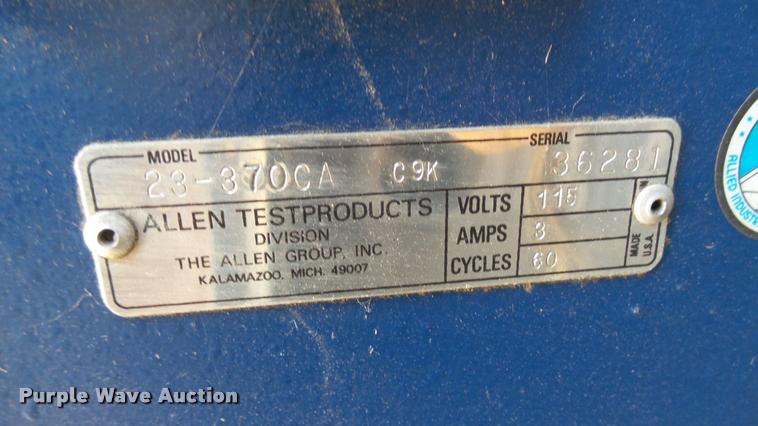 MODEL SERIAL
23-370CA C9K 36281
ALLEN TESTPRODUCTS
DIVISION
THE ALLEN GROUP, INC.
KALAMAZOO, MICH. 49007
VOLTS 115
AMPS 3
CYCLES 60
MADE
U.S.A.
ALLIED
Purple Wave Auction